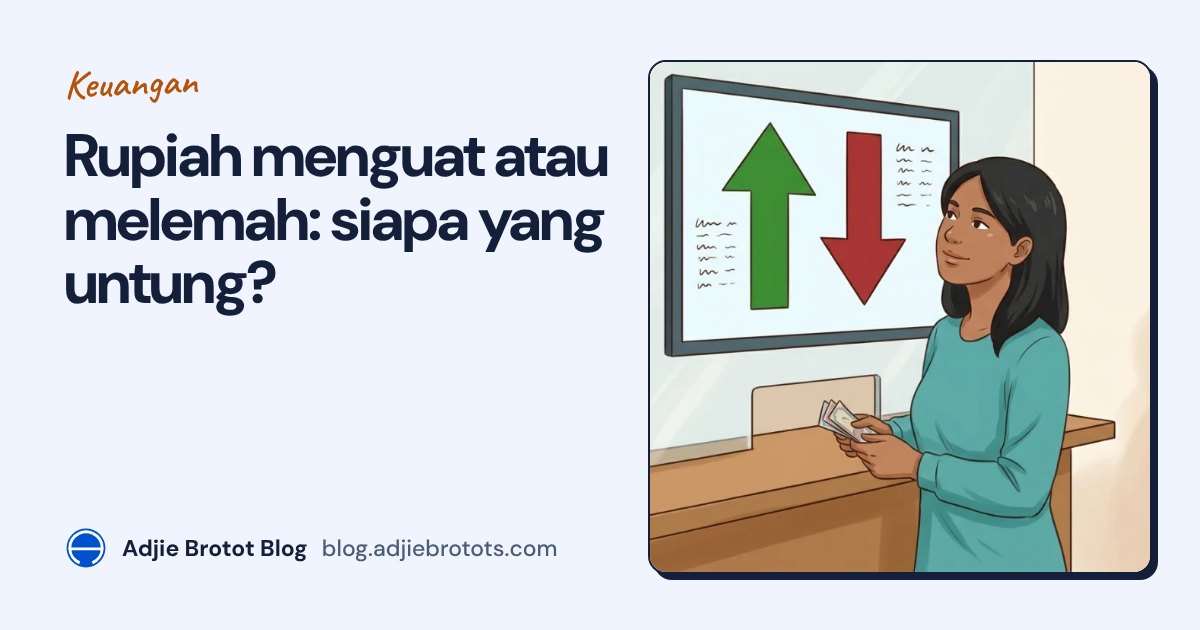 Keuangan
Rupiah menguat atau
melemah: siapa yang
untung?
Adjie Brotot Blog blog.adjiebrotots.com